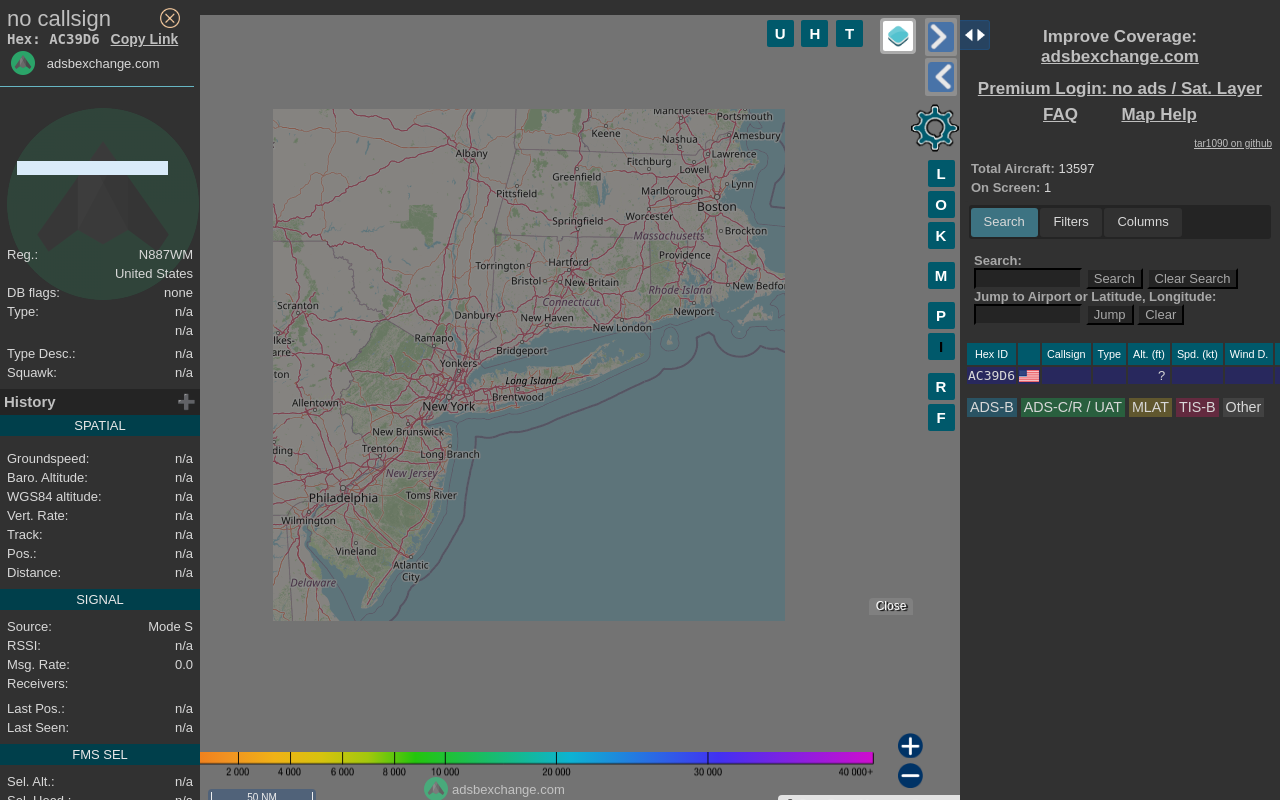 no callsign
Hex: AC39D6 Copy Link
adsbexchange.com
Reg.: N887WM
United States
DB flags: none
Type: n/a
n/a
Type Desc.: n/a
Squawk: n/a
History
SPATIAL
Groundspeed: n/a
Baro. Altitude: n/a
WGS84 altitude: n/a
Vert. Rate: n/a
Track: n/a
Pos.: n/a
Distance: n/a
SIGNAL
Source: Mode S
RSSI: n/a
Msg. Rate: 0.0
Receivers:
Last Pos.: n/a
Last Seen: n/a
FMS SEL
Sel. Alt.: n/a
Sel. Head.: n/a
U H T
L
O
K
M
P
I
R
F
Manchester
Portsmouth
Keene
Nashua
Amesbury
Albany
Fitchburg
Lawrence
Lowell
Greenfield
Lynn
Pittsfield
Marlborough
Boston
Springfield
Worcester
Brockton
Massachusetts
Providence
Torrington
Hartford
Bristol
New Britain
New Bedfo
Rhode Island
Connecticut
Scranton
Danbury
New Haven
Newport
New London
Ramapo
lkes-
arre
Bridgeport
Yonkers
ton
Long Island
Brentwood
Allentown
New York
New Brunswick
Trenton
Long Branch
ding
New Jersey
Philadelphia
Toms River
Wilmington
Vineland
Atlantic
City
Delaware
Close
2 000 4 000 6 000 8 000 10 000 20 000 30 000 40 000+
adsbexchange.com
50 NM
Improve Coverage:
adsbexchange.com
Premium Login: no ads / Sat. Layer
FAQ Map Help
tar1090 on github
Total Aircraft: 13597
On Screen: 1
Search Filters Columns
Search:
Search Clear Search
Jump to Airport or Latitude, Longitude:
Jump Clear
Hex ID Callsign Type Alt. (ft) Spd. (kt) Wind D.
AC39D6 ?
ADS-B ADS-C/R / UAT MLAT TIS-B Other